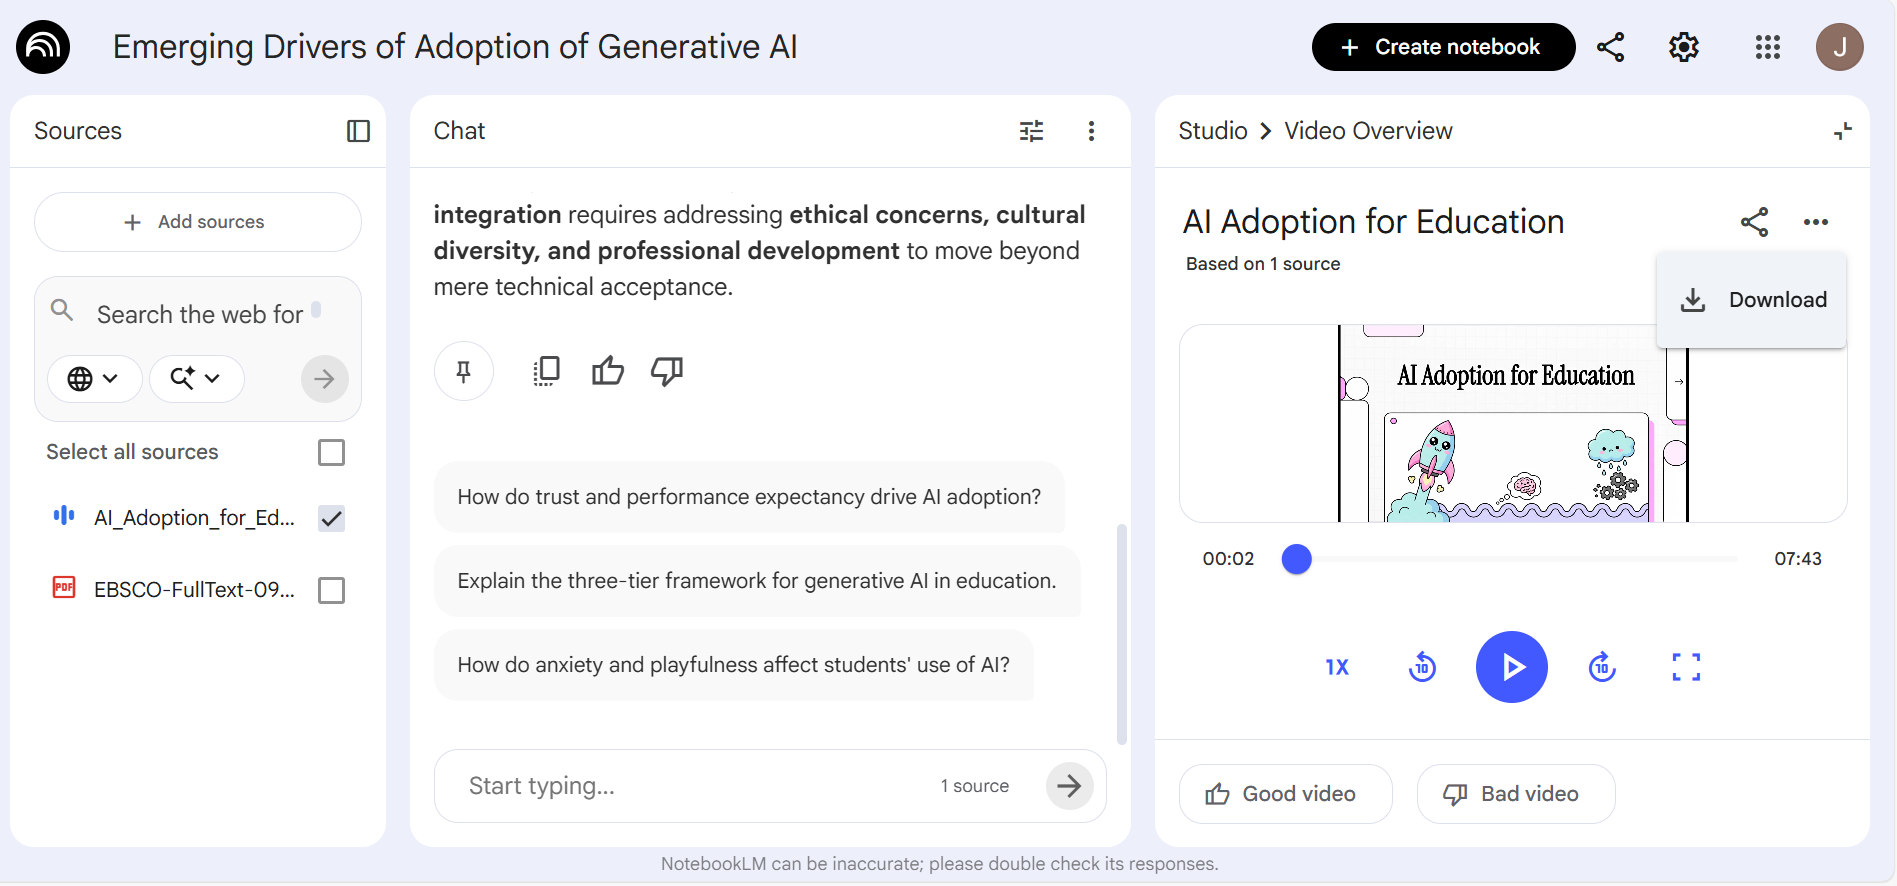 Emerging Drivers of Adoption of Generative AI
Create notebook
J
Sources
Add sources
Search the web for
Select all sources
AI_Adoption_for_Ed...
PDF EBSCO-FullText-09...
Chat
integration requires addressing ethical concerns, cultural
diversity, and professional development to move beyond
mere technical acceptance.
How do trust and performance expectancy drive AI adoption?
Explain the three-tier framework for generative AI in education.
How do anxiety and playfulness affect students' use of AI?
Start typing...
1 source
Studio > Video Overview
AI Adoption for Education
Based on 1 source
Download
AI Adoption for Education
00:02
07:43
1X
10
10
Good video
Bad video
NotebookLM can be inaccurate; please double check its responses.